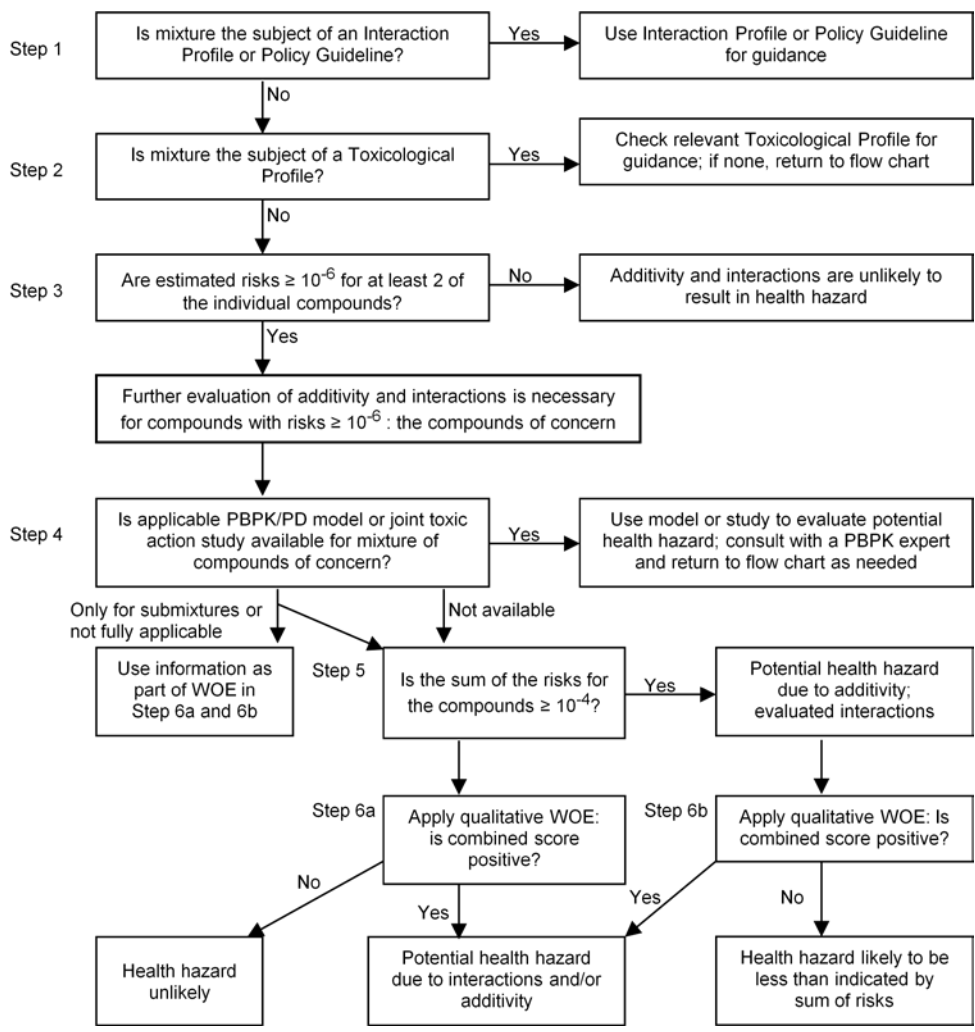 Step 1
Is mixture the subject of an Interaction
Profile or Policy Guideline?
Yes
Use Interaction Profile or Policy Guideline
for guidance
No
Step 2
Is mixture the subject of a Toxicological
Profile?
Yes
Check relevant Toxicological Profile for
guidance; if none, return to flow chart
No
Step 3
Are estimated risks ≥ 10⁻⁶ for at least 2 of
the individual compounds?
No
Additivity and interactions are unlikely to
result in health hazard
Yes
Further evaluation of additivity and interactions is necessary
for compounds with risks ≥ 10⁻⁶ : the compounds of concern
Step 4
Is applicable PBPK/PD model or joint toxic
action study available for mixture of
compounds of concern?
Yes
Use model or study to evaluate potential
health hazard; consult with a PBPK expert
and return to flow chart as needed
Only for submixtures or
not fully applicable
Not available
Use information as
part of WOE in
Step 6a and 6b
Step 5
Is the sum of the risks for
the compounds ≥ 10⁻⁴?
Yes
Potential health hazard
due to additivity;
evaluated interactions
Step 6a
Apply qualitative WOE:
is combined score
positive?
Step 6b
Apply qualitative WOE: Is
combined score positive?
No
Yes
Yes
No
Health hazard
unlikely
Potential health hazard
due to interactions and/or
additivity
Health hazard likely to be
less than indicated by
sum of risks